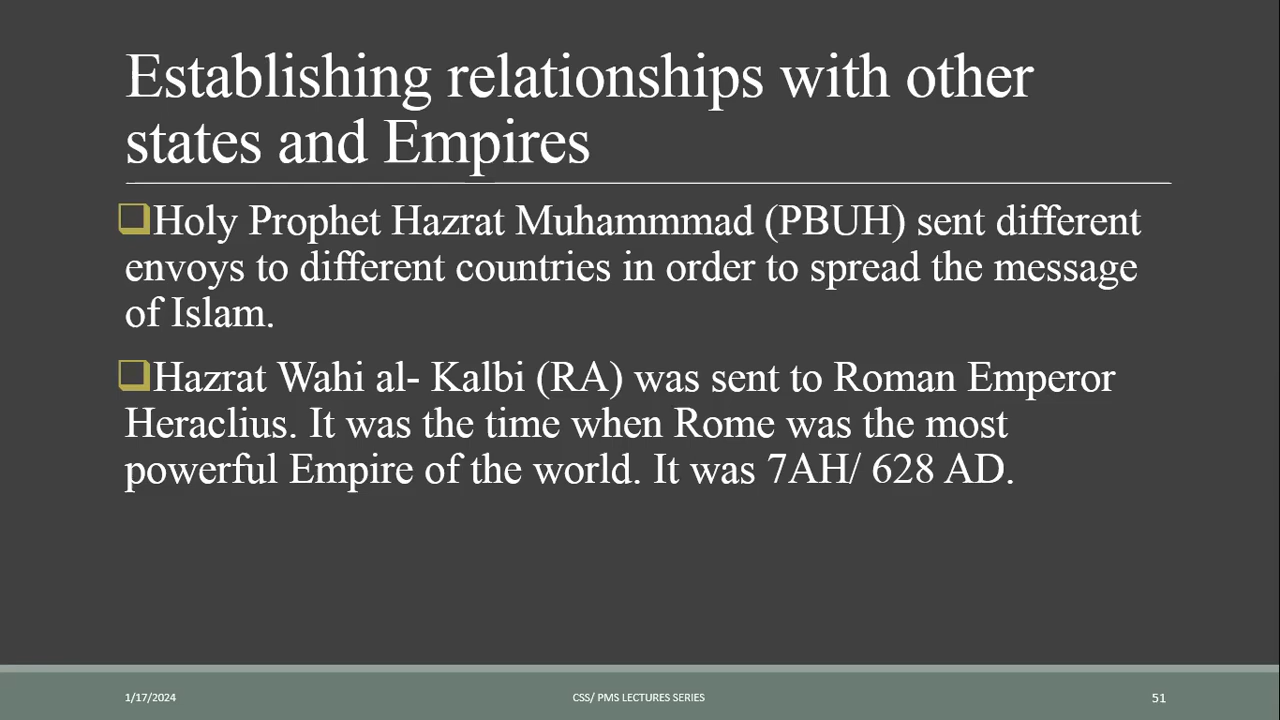 Establishing relationships with other
states and Empires
Holy Prophet Hazrat Muhammmad (PBUH) sent different
envoys to different countries in order to spread the message
of Islam.
Hazrat Wahi al- Kalbi (RA) was sent to Roman Emperor
Heraclius. It was the time when Rome was the most
powerful Empire of the world. It was 7AH/ 628 AD.
1/17/2024
CSS/ PMS LECTURES SERIES
51